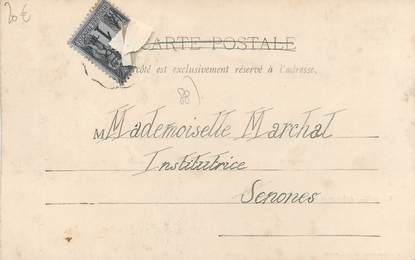 20 €
CARTE POSTALE
côté est exclusivement réservé à l'adresse.
88
M Mademoiselle Marchal
Institutrice
Senones